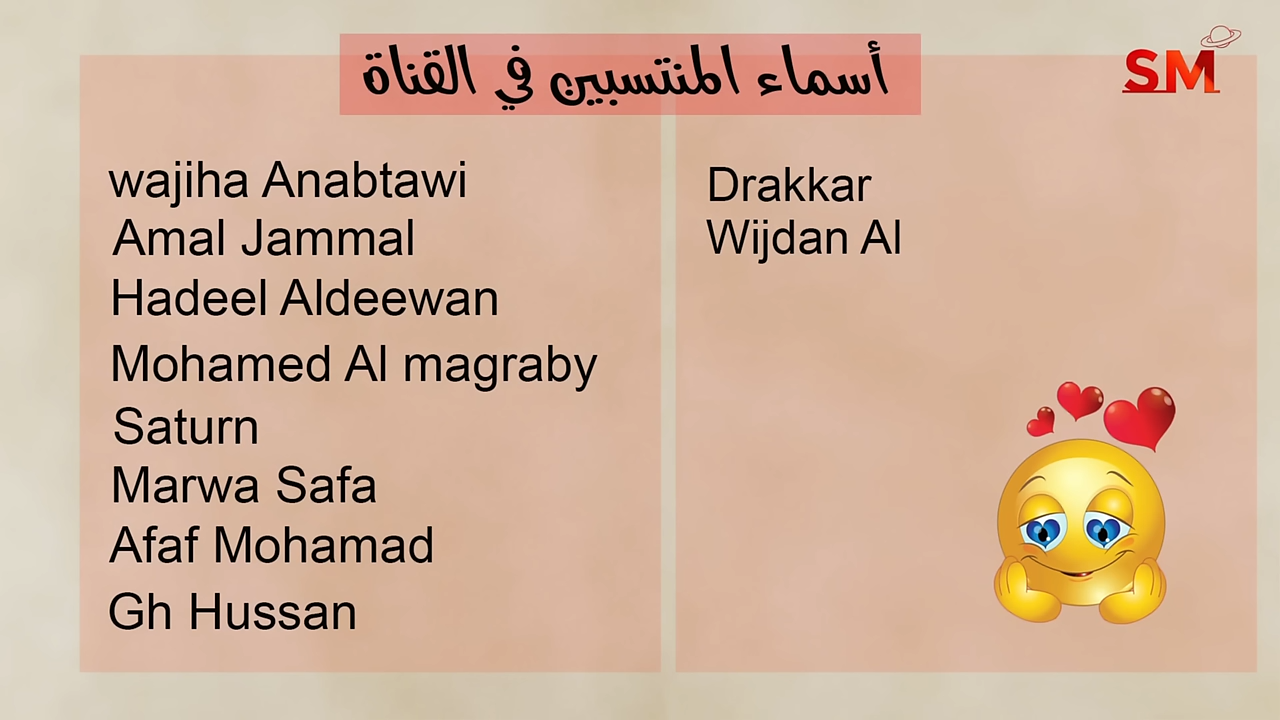 أسماء المنتسبين في القناة
SM
wajiha Anabtawi
Amal Jammal
Hadeel Aldeewan
Mohamed Al magraby
Saturn
Marwa Safa
Afaf Mohamad
Gh Hussan
Drakkar
Wijdan Al